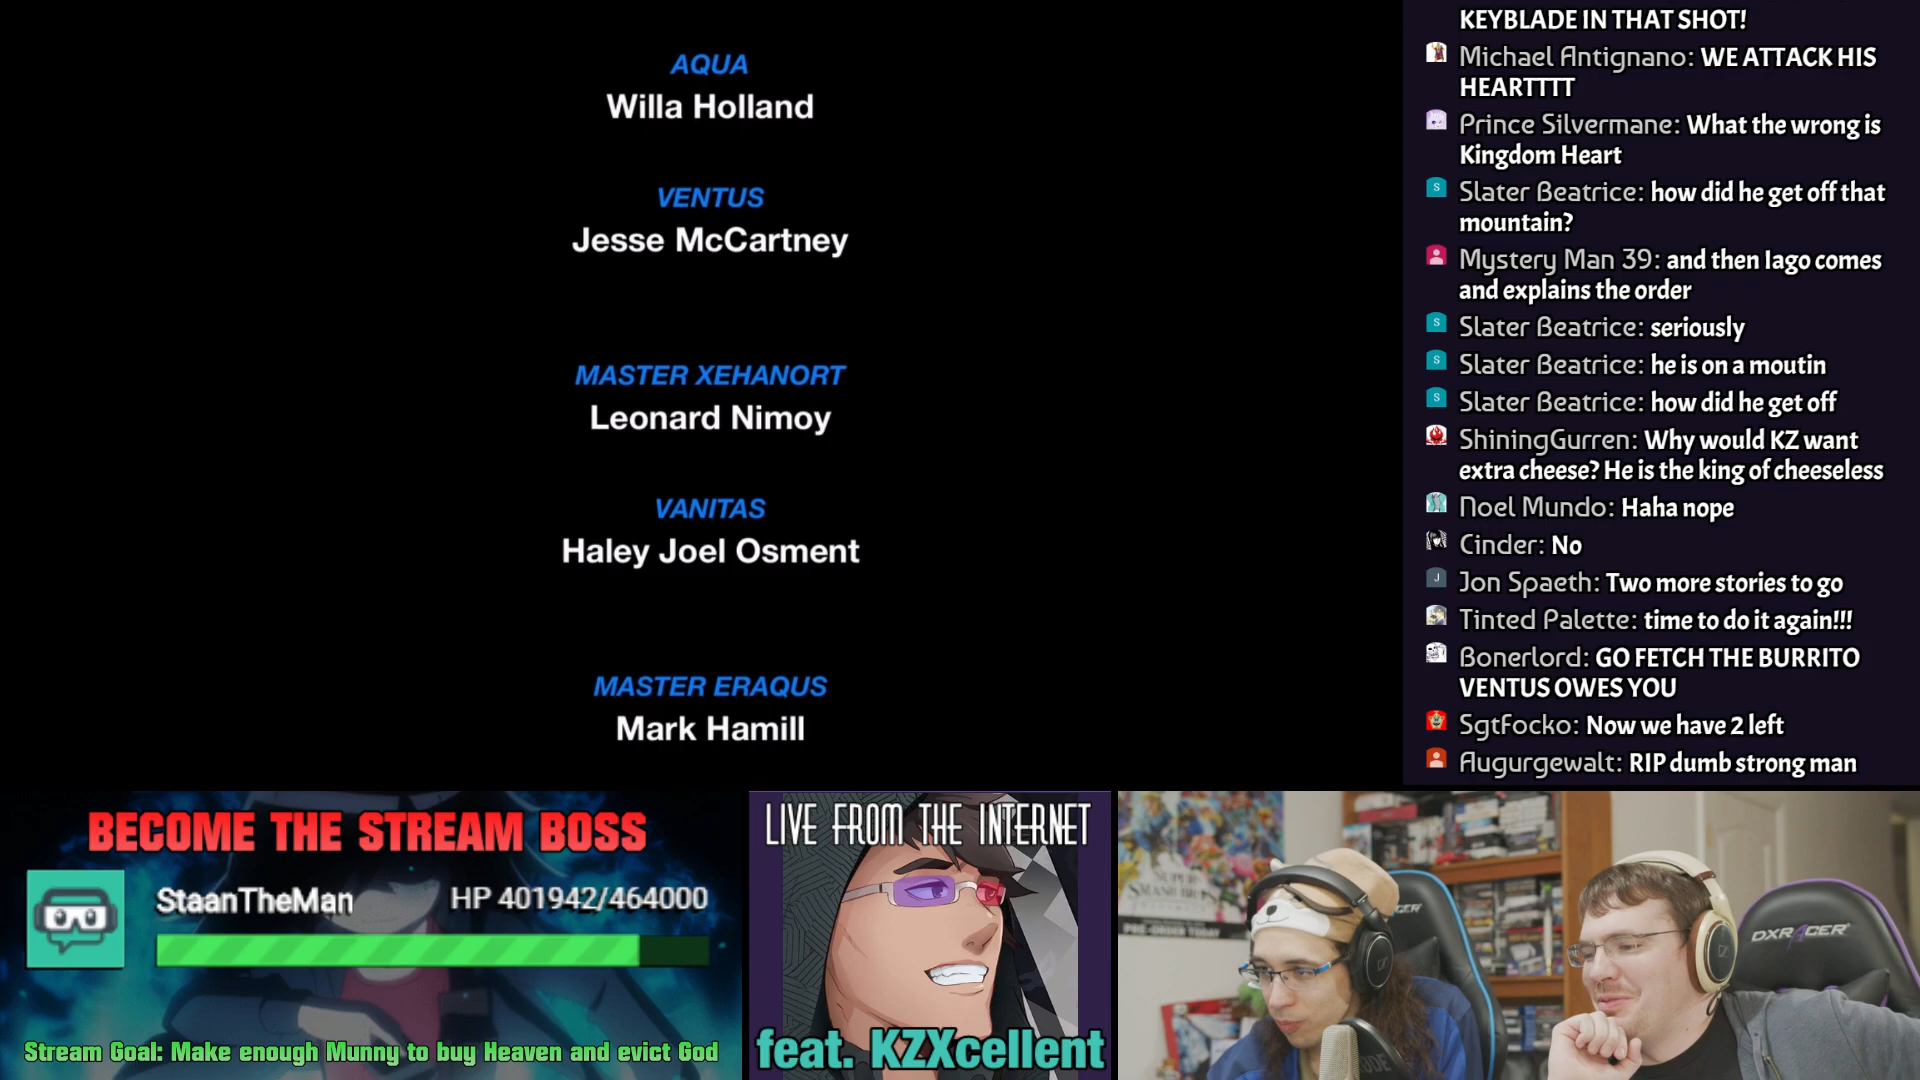 AQUA
Willa Holland
VENTUS
Jesse McCartney
MASTER XEHANORT
Leonard Nimoy
VANITAS
Haley Joel Osment
MASTER ERAQUS
Mark Hamill
KEYBLADE IN THAT SHOT!
Michael Antignano: WE ATTACK HIS
HEARTTTT
Prince Silvermane: What the wrong is
Kingdom Heart
Slater Beatrice: how did he get off that
mountain?
Mystery Man 39: and then Iago comes
and explains the order
Slater Beatrice: seriously
Slater Beatrice: he is on a moutin
Slater Beatrice: how did he get off
ShiningGurren: Why would KZ want
extra cheese? He is the king of cheeseless
Noel Mundo: Haha nope
Cinder: No
Jon Spaeth: Two more stories to go
Tinted Palette: time to do it again!!!
Bonerlord: GO FETCH THE BURRITO
VENTUS OWES YOU
SgtFocko: Now we have 2 left
Augurgewalt: RIP dumb strong man
BECOME THE STREAM BOSS
StaanTheMan HP 401942/464000
Stream Goal: Make enough Munny to buy Heaven and evict God
LIVE FROM THE INTERNET
feat. KZXcellent
SUPER
SMASH BROS
PRE-ORDER TODAY
DXRACER